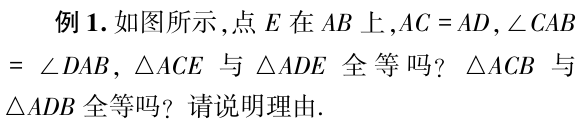 例 1. 如图所示,点 E 在 AB 上,AC = AD, ∠CAB
= ∠DAB, △ACE 与 △ADE 全等吗? △ACB 与
△ADB 全等吗? 请说明理由.